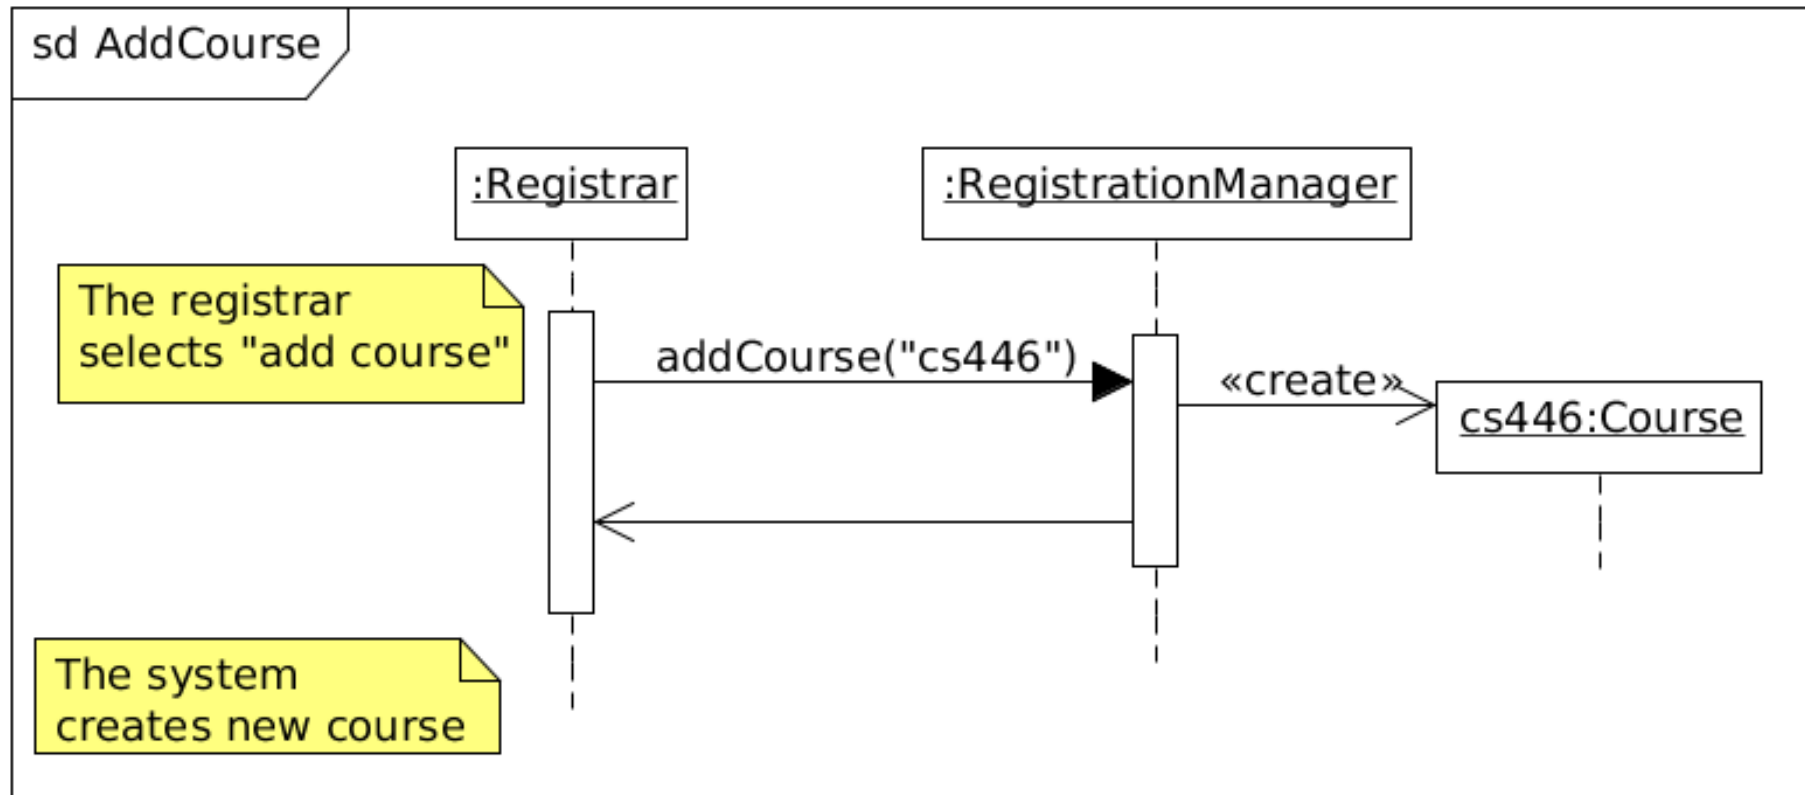 sd AddCourse
:Registrar
:RegistrationManager
The registrar
selects "add course"
addCourse("cs446")
«create»
cs446:Course
The system
creates new course